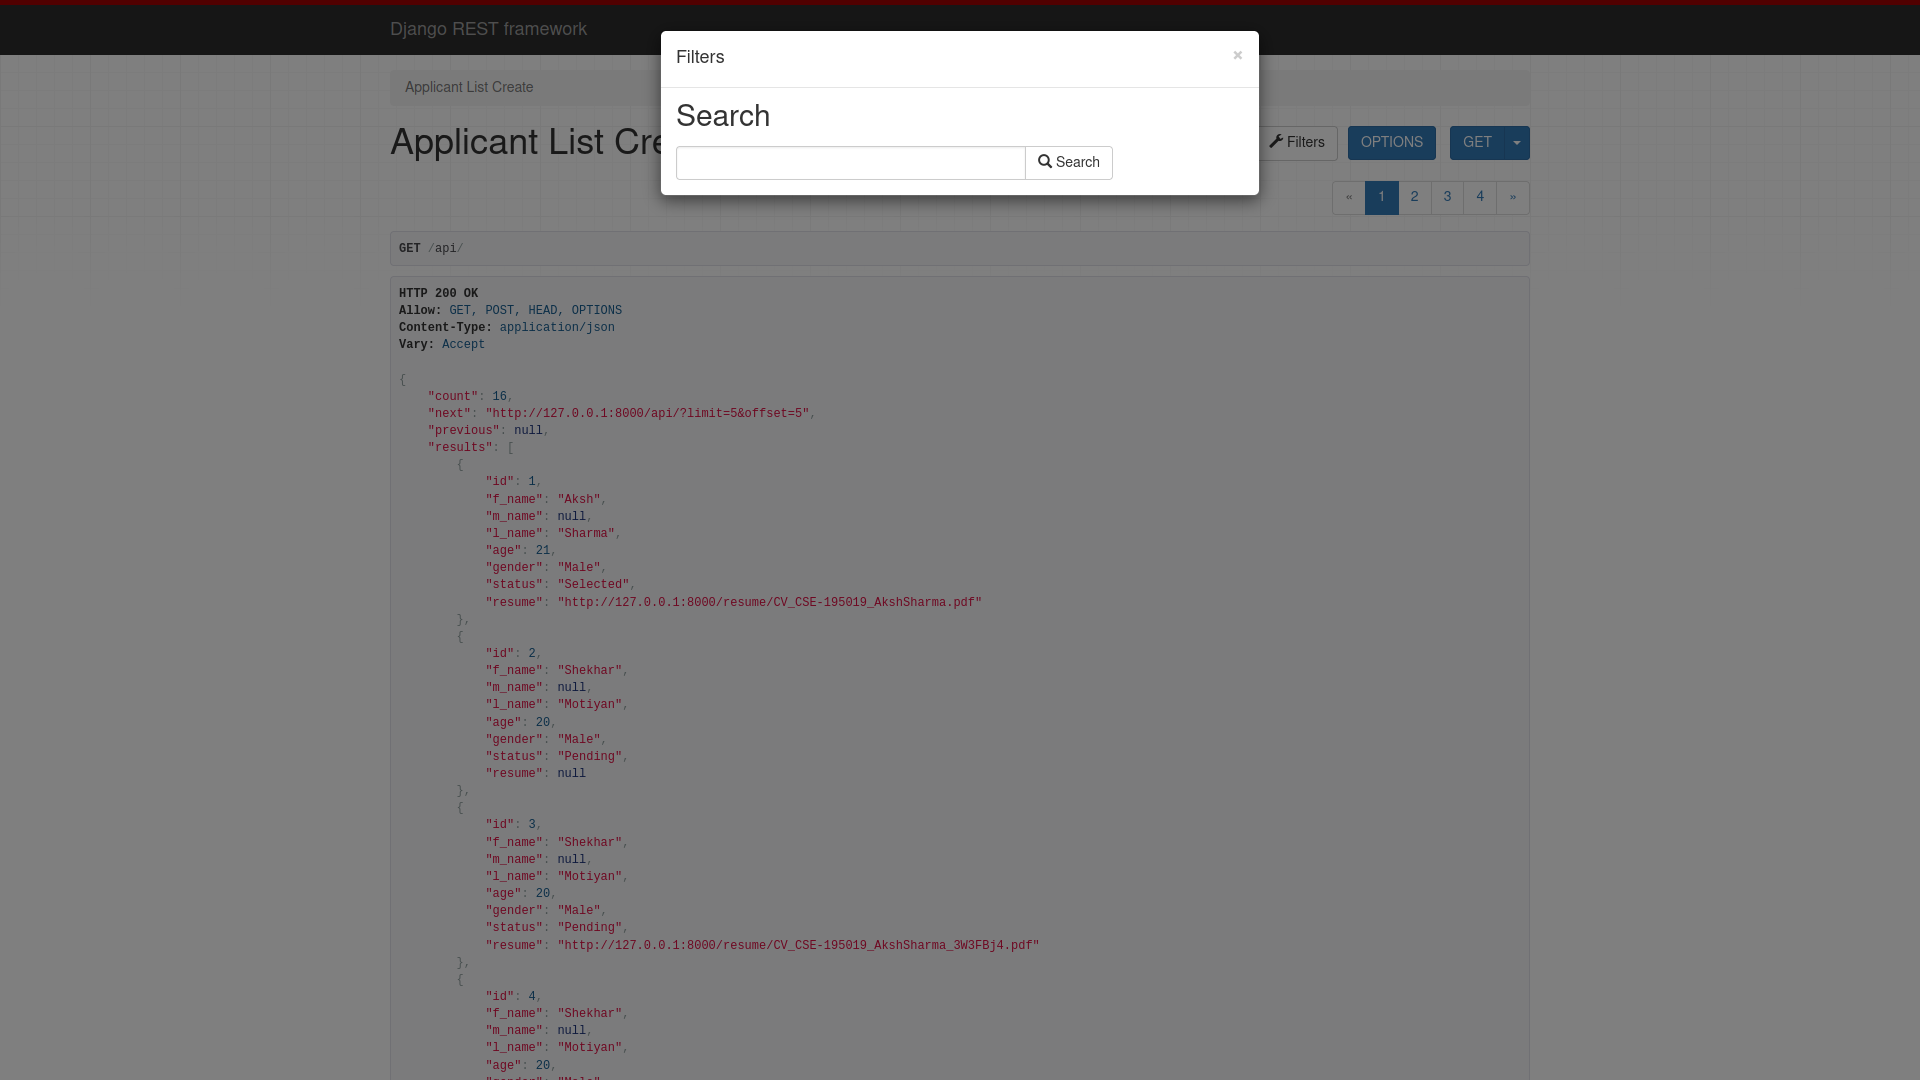 Django REST framework
Filters
×
Search
Search
Applicant List Create
Applicant List Cre
Filters
OPTIONS
GET
« 1 2 3 4 »
GET /api/
HTTP 200 OK
Allow: GET, POST, HEAD, OPTIONS
Content-Type: application/json
Vary: Accept
{
"count": 16,
"next": "http://127.0.0.1:8000/api/?limit=5&offset=5",
"previous": null,
"results": [
{
"id": 1,
"f_name": "Aksh",
"m_name": null,
"l_name": "Sharma",
"age": 21,
"gender": "Male",
"status": "Selected",
"resume": "http://127.0.0.1:8000/resume/CV_CSE-195019_AkshSharma.pdf"
},
{
"id": 2,
"f_name": "Shekhar",
"m_name": null,
"l_name": "Motiyan",
"age": 20,
"gender": "Male",
"status": "Pending",
"resume": null
},
{
"id": 3,
"f_name": "Shekhar",
"m_name": null,
"l_name": "Motiyan",
"age": 20,
"gender": "Male",
"status": "Pending",
"resume": "http://127.0.0.1:8000/resume/CV_CSE-195019_AkshSharma_3W3FBj4.pdf"
},
{
"id": 4,
"f_name": "Shekhar",
"m_name": null,
"l_name": "Motiyan",
"age": 20,